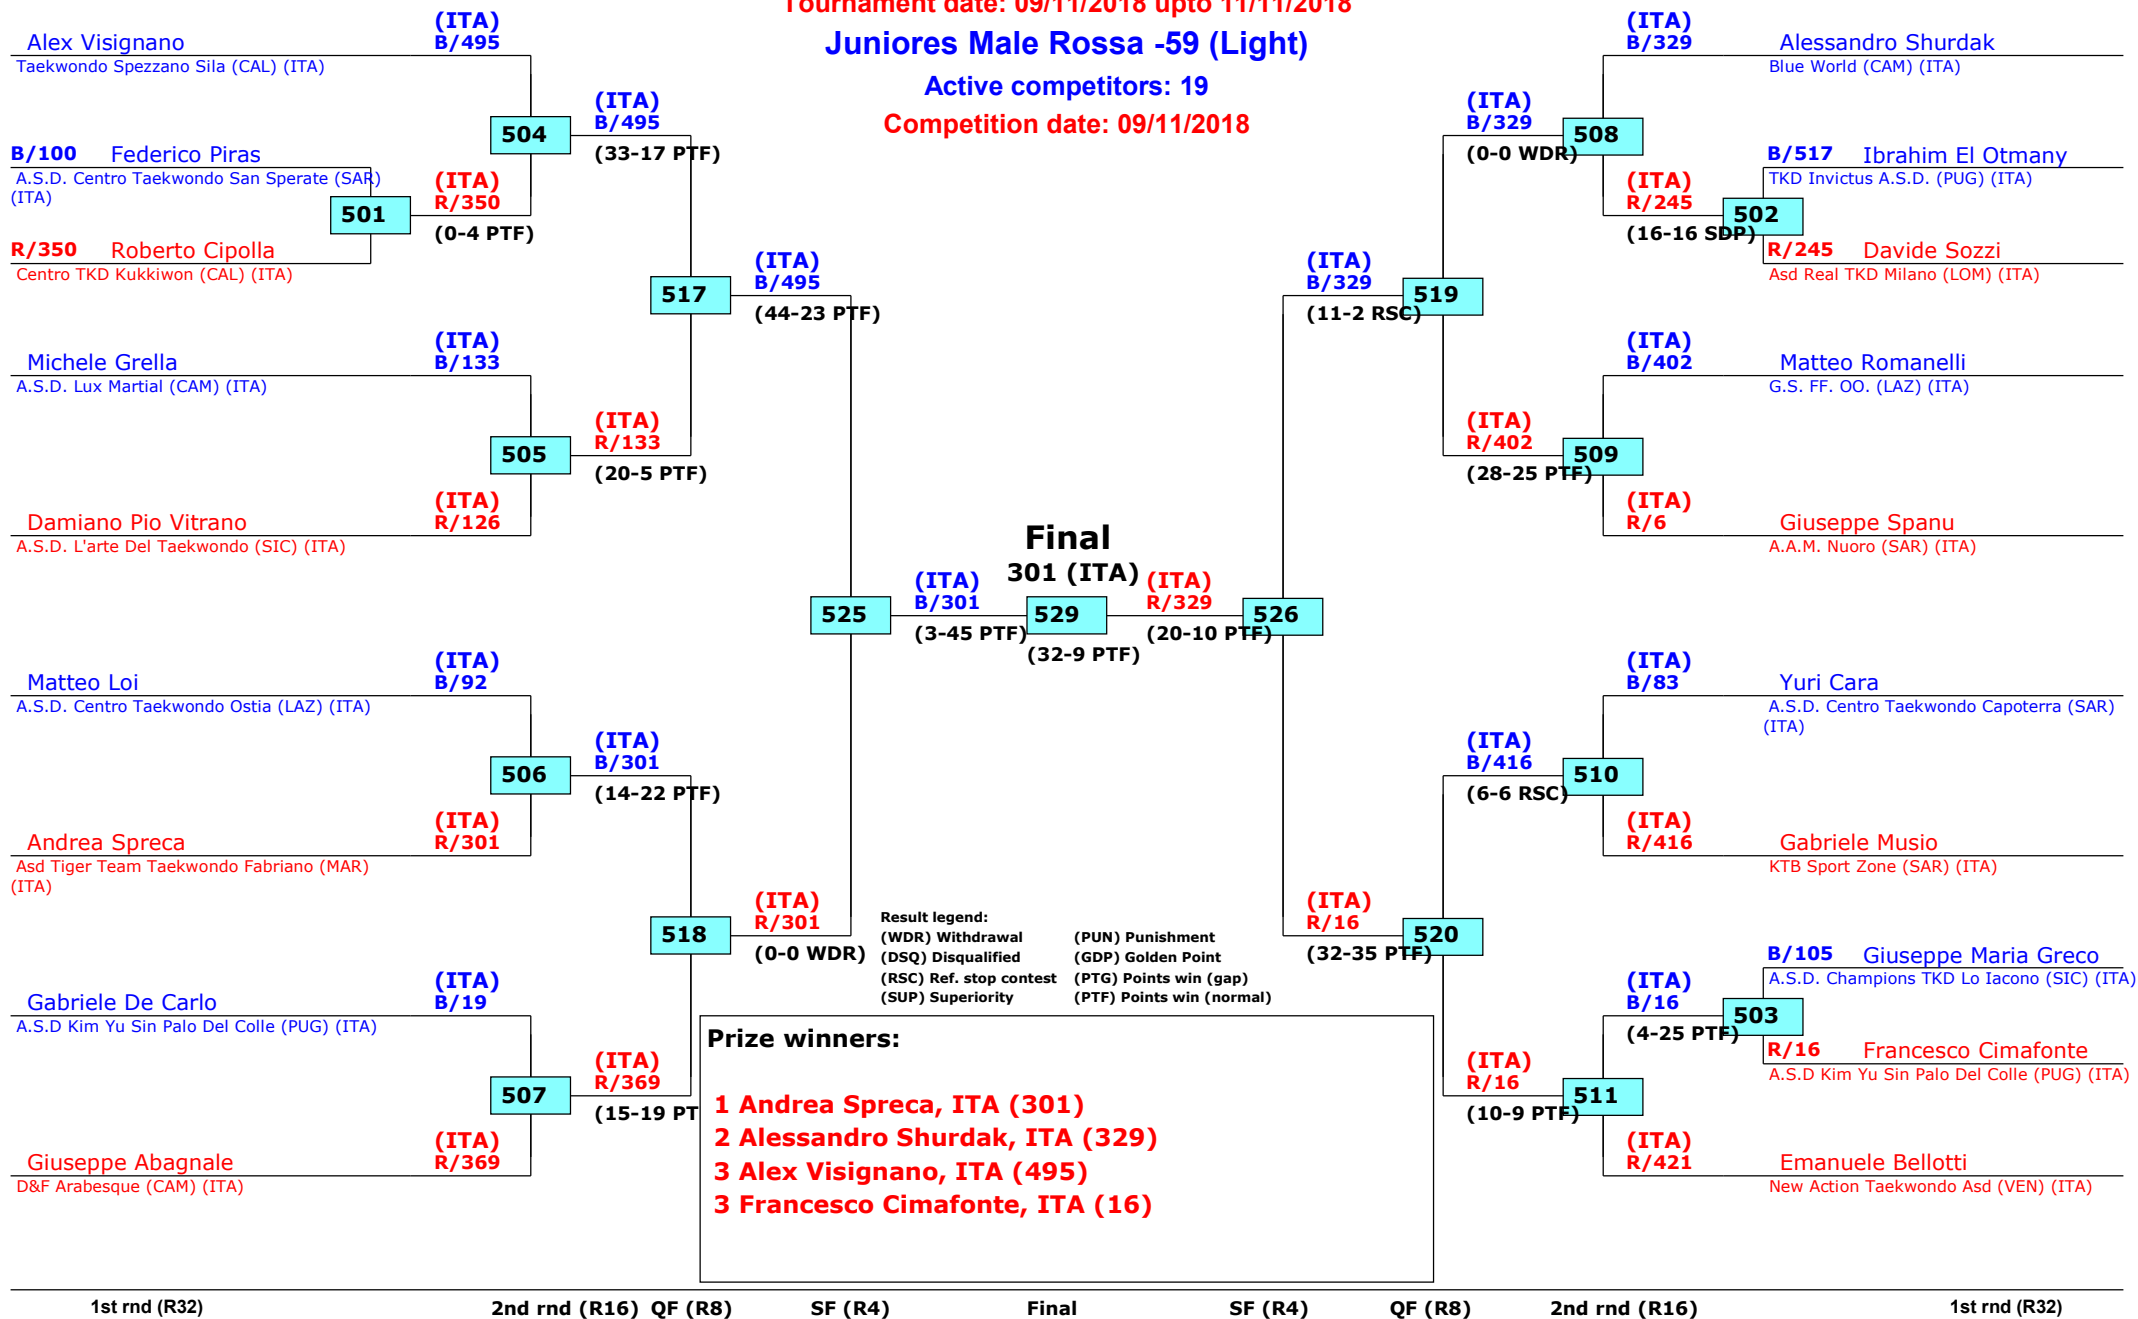 Tournament date: 09/11/2018 upto 11/11/2018
Juniores Male Rossa -59 (Light)
Active competitors: 19
Competition date: 09/11/2018
(ITA)
B/495
Alex Visignano
Taekwondo Spezzano Sila (CAL) (ITA)
504
(ITA)
B/495
(33-17 PTF)
B/100 Federico Piras
A.S.D. Centro Taekwondo San Sperate (SAR)
(ITA)
501
(ITA)
R/350
(0-4 PTF)
R/350 Roberto Cipolla
Centro TKD Kukkiwon (CAL) (ITA)
517
(ITA)
B/495
(44-23 PTF)
(ITA)
B/133
Michele Grella
A.S.D. Lux Martial (CAM) (ITA)
505
(ITA)
R/133
(20-5 PTF)
(ITA)
R/126
Damiano Pio Vitrano
A.S.D. L'arte Del Taekwondo (SIC) (ITA)
525
(ITA)
B/301
(3-45 PTF)
(ITA)
B/92
Matteo Loi
A.S.D. Centro Taekwondo Ostia (LAZ) (ITA)
506
(ITA)
B/301
(14-22 PTF)
(ITA)
R/301
Andrea Spreca
Asd Tiger Team Taekwondo Fabriano (MAR)
(ITA)
518
(ITA)
R/301
(0-0 WDR)
(ITA)
B/19
Gabriele De Carlo
A.S.D Kim Yu Sin Palo Del Colle (PUG) (ITA)
507
(ITA)
R/369
(15-19 PT
(ITA)
R/369
Giuseppe Abagnale
D&F Arabesque (CAM) (ITA)
Final
301 (ITA)
529
(32-9 PTF)
(ITA)
B/329
Alessandro Shurdak
Blue World (CAM) (ITA)
(ITA)
B/329
508
(0-0 WDR)
B/517 Ibrahim El Otmany
TKD Invictus A.S.D. (PUG) (ITA)
(ITA)
R/245
502
(16-16 SDP)
R/245 Davide Sozzi
Asd Real TKD Milano (LOM) (ITA)
(ITA)
B/329
519
(11-2 RSC)
(ITA)
B/402
Matteo Romanelli
G.S. FF. OO. (LAZ) (ITA)
(ITA)
R/402
509
(28-25 PTF)
(ITA)
R/6
Giuseppe Spanu
A.A.M. Nuoro (SAR) (ITA)
(ITA)
R/329
526
(20-10 PTF)
(ITA)
B/83
Yuri Cara
A.S.D. Centro Taekwondo Capoterra (SAR)
(ITA)
(ITA)
B/416
510
(6-6 RSC)
(ITA)
R/416
Gabriele Musio
KTB Sport Zone (SAR) (ITA)
(ITA)
R/16
520
(32-35 PTF)
B/105 Giuseppe Maria Greco
A.S.D. Champions TKD Lo Iacono (SIC) (ITA)
(ITA)
B/16
503
(4-25 PTF)
R/16 Francesco Cimafonte
A.S.D Kim Yu Sin Palo Del Colle (PUG) (ITA)
(ITA)
R/16
511
(10-9 PTF)
(ITA)
R/421
Emanuele Bellotti
New Action Taekwondo Asd (VEN) (ITA)
Result legend:
(WDR) Withdrawal (PUN) Punishment
(DSQ) Disqualified (GDP) Golden Point
(RSC) Ref. stop contest (PTG) Points win (gap)
(SUP) Superiority (PTF) Points win (normal)
Prize winners:
1 Andrea Spreca, ITA (301)
2 Alessandro Shurdak, ITA (329)
3 Alex Visignano, ITA (495)
3 Francesco Cimafonte, ITA (16)
1st rnd (R32) 2nd rnd (R16) QF (R8) SF (R4) Final SF (R4) QF (R8) 2nd rnd (R16) 1st rnd (R32)